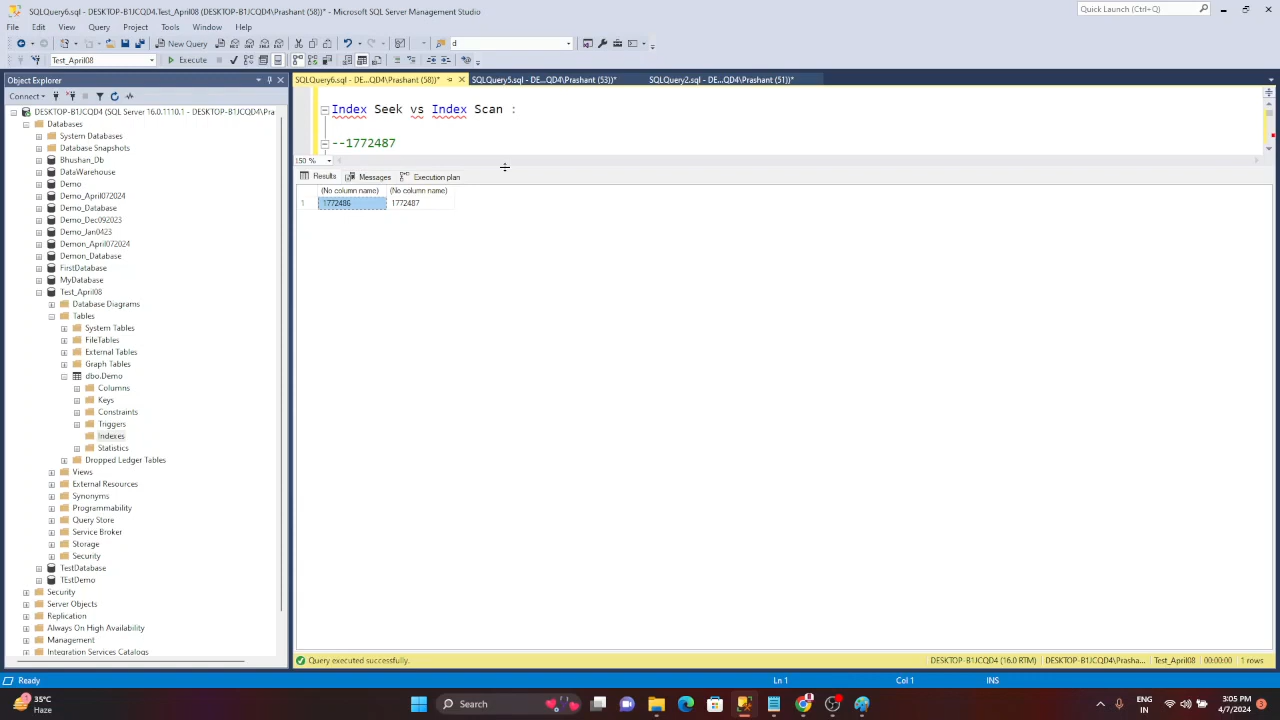 SQLQuery6.sql - DESKTOP-B1JCQD4.Test_April08 (DESKTOP-B1JCQD4\Prashant (58))* - Microsoft SQL Server Management Studio
Quick Launch (Ctrl+Q)
File Edit View Query Project Tools Window Help
New Query
d
Test_April08
Execute
Object Explorer
SQLQuery6.sql - DE...QD4\Prashant (58))*
SQLQuery5.sql - DE...QD4\Prashant (53))*
SQLQuery2.sql - DE...QD4\Prashant (51))*
Connect
DESKTOP-B1JCQD4 (SQL Server 16.0.1110.1 - DESKTOP-B1JCQD4\Pra
Databases
System Databases
Database Snapshots
Bhushan_Db
DataWarehouse
Demo
Demo_April072024
Demo_Database
Demo_Dec092023
Demo_Jan0423
Demon_April072024
Demon_Database
FirstDatabase
MyDatabase
Test_April08
Database Diagrams
Tables
System Tables
FileTables
External Tables
Graph Tables
dbo.Demo
Columns
Keys
Constraints
Triggers
Indexes
Statistics
Dropped Ledger Tables
Views
External Resources
Synonyms
Programmability
Query Store
Service Broker
Storage
Security
TestDatabase
TEstDemo
Security
Server Objects
Replication
Always On High Availability
Management
Integration Services Catalogs
Index Seek vs Index Scan :
--1772487
150 %
Results Messages Execution plan
(No column name) (No column name)
1 1772486 1772487
Query executed successfully.
DESKTOP-B1JCQD4 (16.0 RTM) DESKTOP-B1JCQD4\Prasha... Test_April08 00:00:00 1 rows
Ready
Ln 1 Col 1 INS
35°C
Haze
Search
ENG
IN
3:05 PM
4/7/2024